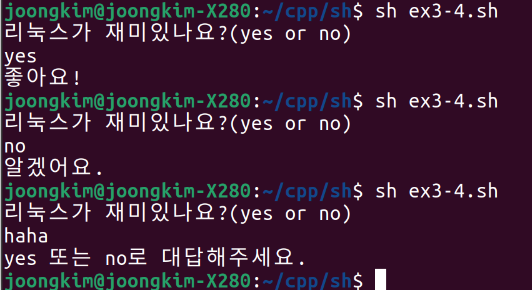 joongkim@joongkim-X280:~/cpp/sh$ sh ex3-4.sh
리눅스가 재미있나요?(yes or no)
yes
좋아요!
joongkim@joongkim-X280:~/cpp/sh$ sh ex3-4.sh
리눅스가 재미있나요?(yes or no)
no
알겠어요.
joongkim@joongkim-X280:~/cpp/sh$ sh ex3-4.sh
리눅스가 재미있나요?(yes or no)
haha
yes 또는 no로 대답해주세요.
joongkim@joongkim-X280:~/cpp/sh$